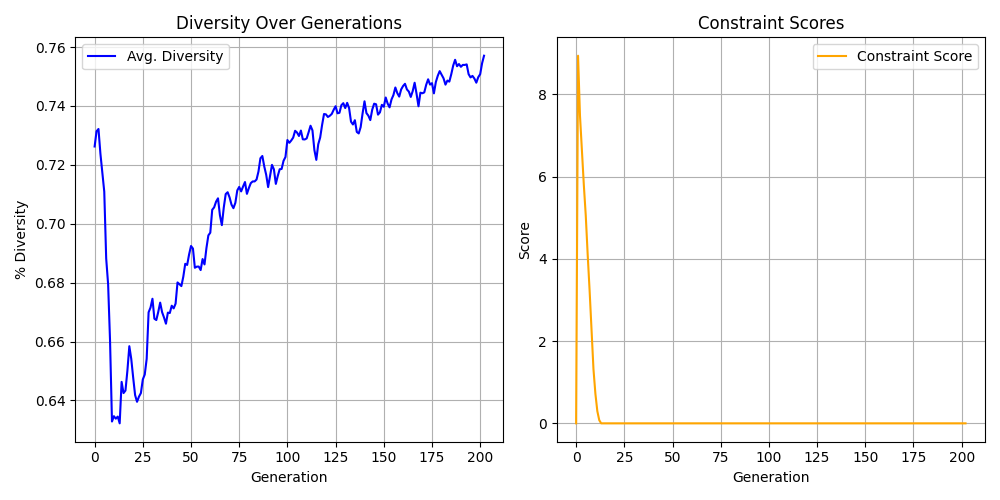 Diversity Over Generations
Avg. Diversity
% Diversity
0.76
0.74
0.72
0.70
0.68
0.66
0.64
0 25 50 75 100 125 150 175 200
Generation
Constraint Scores
Constraint Score
Score
8
6
4
2
0
0 25 50 75 100 125 150 175 200
Generation